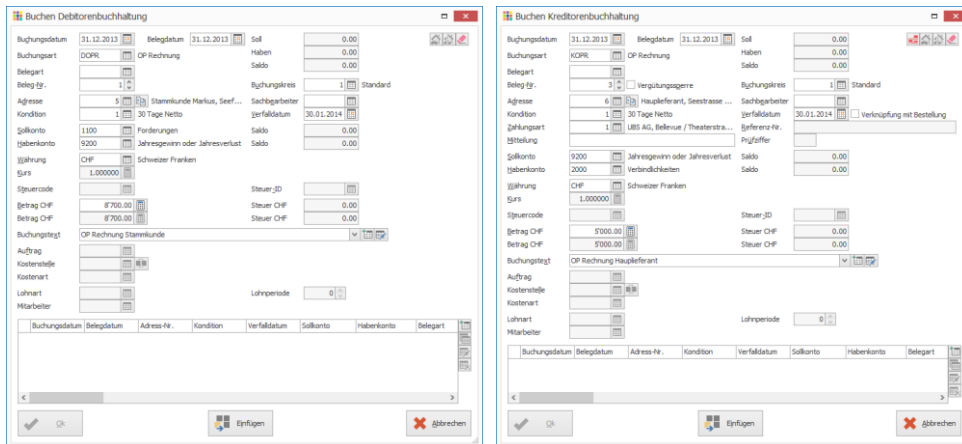 Buchen Debitorenbuchhaltung
Buchungsdatum 31.12.2013 Belegdatum 31.12.2013 Soll 0.00
Haben 0.00
Buchungsart DOPR OP Rechnung Saldo 0.00
Belegart
Beleg-Nr. 1 Buchungskreis 1 Standard
Adresse 5 Stammkunde Markus, Seef... Sachbearbeiter
Kondition 1 30 Tage Netto Verfalldatum 30.01.2014
Sollkonto 1100 Forderungen Saldo 0.00
Habenkonto 9200 Jahresgewinn oder Jahresverlust Saldo 0.00
Währung CHF Schweizer Franken
Kurs 1.000000
Steuercode Steuer-ID
Betrag CHF 8'700.00 Steuer CHF 0.00
Betrag CHF 8'700.00 Steuer CHF 0.00
Buchungstext OP Rechnung Stammkunde
Auftrag
Kostenstelle
Kostenart
Lohnart Lohnperiode 0
Mitarbeiter
Buchungsdatum Belegdatum Adress-Nr. Kondition Verfalldatum Sollkonto Habenkonto Belegart
Ok Einfügen Abbrechen
Buchen Kreditorenbuchhaltung
Buchungsdatum 31.12.2013 Belegdatum 31.12.2013 Soll 0.00
Haben 0.00
Buchungsart KOPR OP Rechnung Saldo 0.00
Belegart
Beleg-Nr. 3 Vergütungssperre Buchungskreis 1 Standard
Adresse 6 Hauplieferant, Seestrasse ... Sachbearbeiter
Kondition 1 30 Tage Netto Verfalldatum 30.01.2014 Verknüpfung mit Bestellung
Zahlungsart 1 UBS AG, Bellevue / Theaterstra... Referenz-Nr.
Mitteilung Prüfziffer
Sollkonto 9200 Jahresgewinn oder Jahresverlust Saldo 0.00
Habenkonto 2000 Verbindlichkeiten Saldo 0.00
Währung CHF Schweizer Franken
Kurs 1.000000
Steuercode Steuer-ID
Betrag CHF 5'000.00 Steuer CHF 0.00
Betrag CHF 5'000.00 Steuer CHF 0.00
Buchungstext OP Rechnung Hauplieferant
Auftrag
Kostenstelle
Kostenart
Lohnart Lohnperiode 0
Mitarbeiter
Buchungsdatum Belegdatum Adress-Nr. Kondition Verfalldatum Sollkonto Habenkonto Belegart
Ok Einfügen Abbrechen